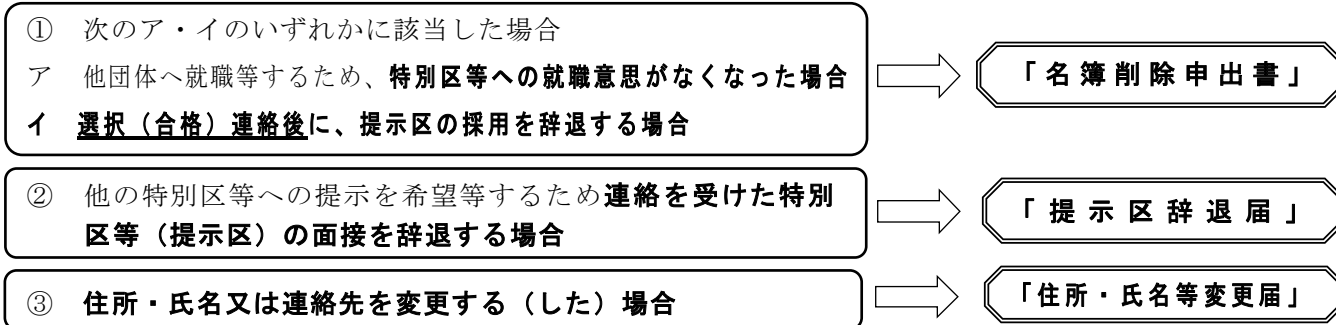 ① 次のア・イのいずれかに該当した場合
ア 他団体へ就職等するため、特別区等への就職意思がなくなった場合
イ 選択（合格）連絡後に、提示区の採用を辞退する場合
「名簿削除申出書」
② 他の特別区等への提示を希望等するため連絡を受けた特別
区等（提示区）の面接を辞退する場合
「提示区辞退届」
③ 住所・氏名又は連絡先を変更する（した）場合
「住所・氏名等変更届」